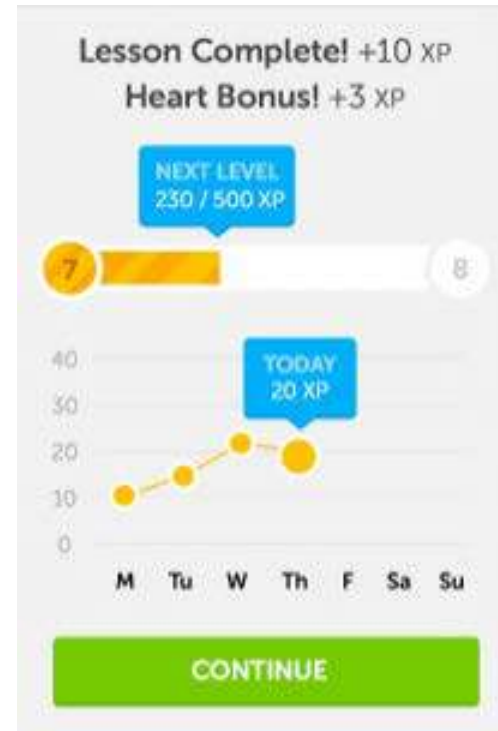 Lesson Complete! +10 XP
Heart Bonus! +3 XP
NEXT LEVEL
230 / 500 XP
7 8
40
TODAY
20 XP
30
20
10
0
M Tu W Th F Sa Su
CONTINUE